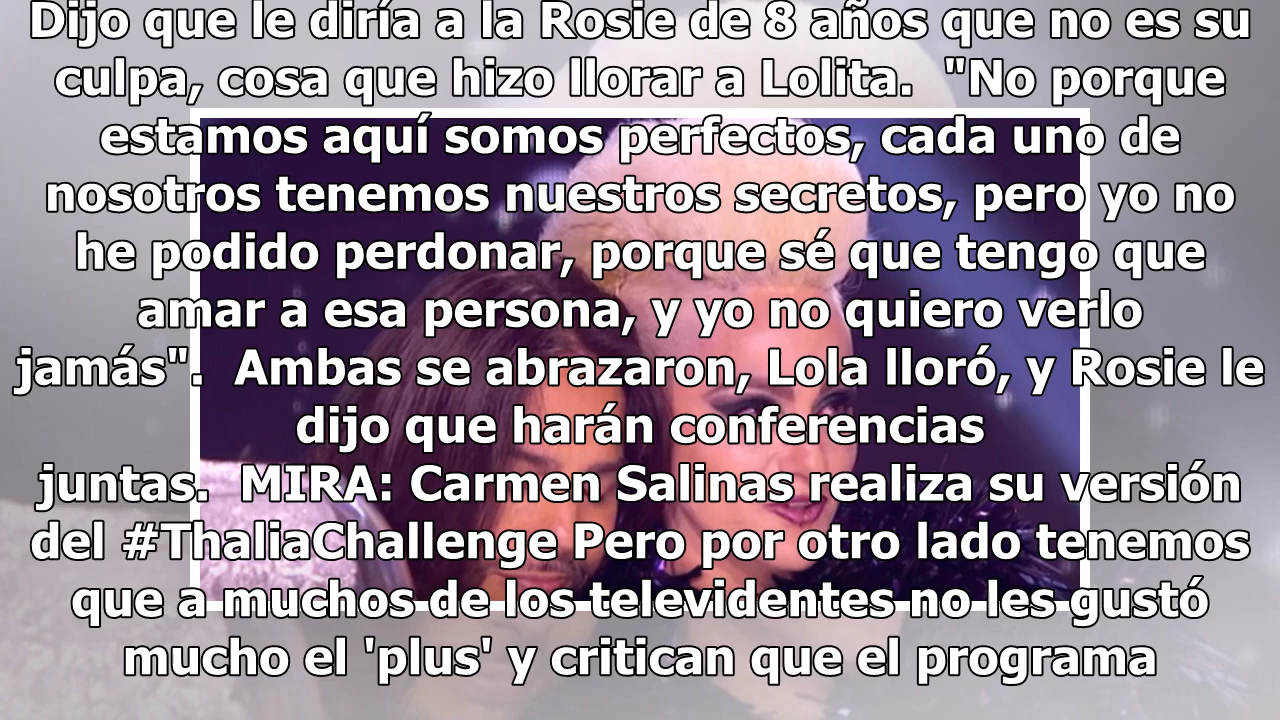 Dijo que le diría a la Rosie de 8 años que no es su
culpa, cosa que hizo llorar a Lolita.  "No porque
estamos aquí somos perfectos, cada uno de
nosotros tenemos nuestros secretos, pero yo no
he podido perdonar, porque sé que tengo que
amar a esa persona, y yo no quiero verlo
jamás".  Ambas se abrazaron, Lola lloró, y Rosie le
dijo que harán conferencias
juntas.  MIRA: Carmen Salinas realiza su versión
del #ThaliaChallenge Pero por otro lado tenemos
que a muchos de los televidentes no les gustó
mucho el 'plus' y critican que el programa